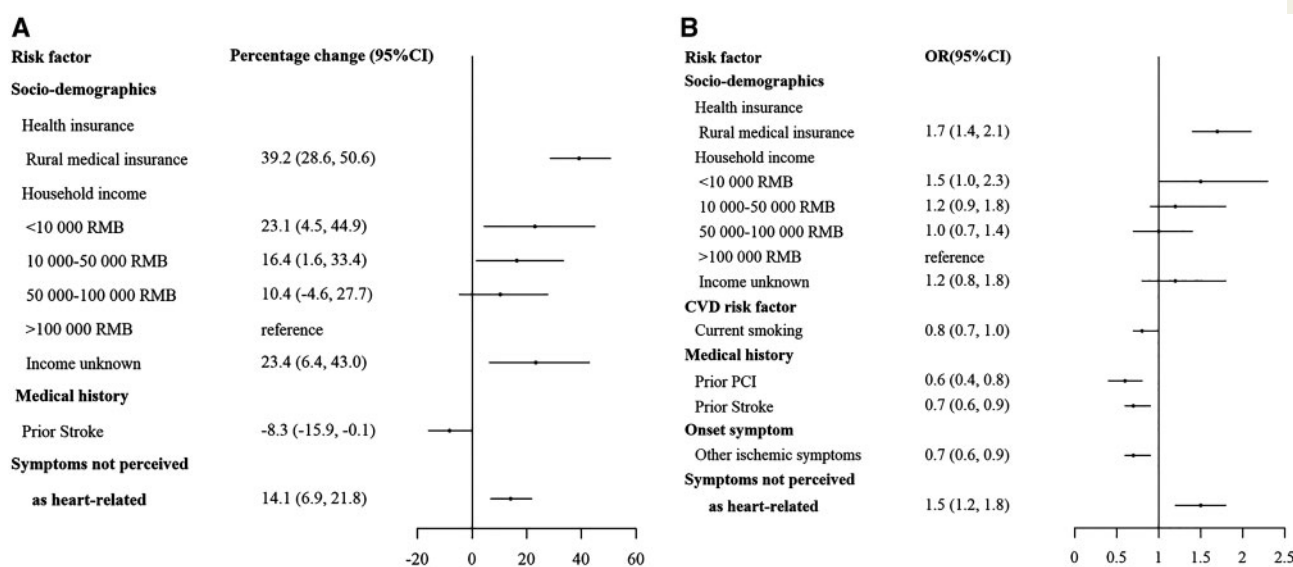 A
Risk factor Percentage change (95%CI)
Socio-demographics
Health insurance
Rural medical insurance 39.2 (28.6, 50.6)
Household income
<10 000 RMB 23.1 (4.5, 44.9)
10 000-50 000 RMB 16.4 (1.6, 33.4)
50 000-100 000 RMB 10.4 (-4.6, 27.7)
>100 000 RMB reference
Income unknown 23.4 (6.4, 43.0)
Medical history
Prior Stroke -8.3 (-15.9, -0.1)
Symptoms not perceived
as heart-related 14.1 (6.9, 21.8)
-20 0 20 40 60
B
Risk factor OR(95%CI)
Socio-demographics
Health insurance
Rural medical insurance 1.7 (1.4, 2.1)
Household income
<10 000 RMB 1.5 (1.0, 2.3)
10 000-50 000 RMB 1.2 (0.9, 1.8)
50 000-100 000 RMB 1.0 (0.7, 1.4)
>100 000 RMB reference
Income unknown 1.2 (0.8, 1.8)
CVD risk factor
Current smoking 0.8 (0.7, 1.0)
Medical history
Prior PCI 0.6 (0.4, 0.8)
Prior Stroke 0.7 (0.6, 0.9)
Onset symptom
Other ischemic symptoms 0.7 (0.6, 0.9)
Symptoms not perceived
as heart-related 1.5 (1.2, 1.8)
0 0.5 1 1.5 2 2.5